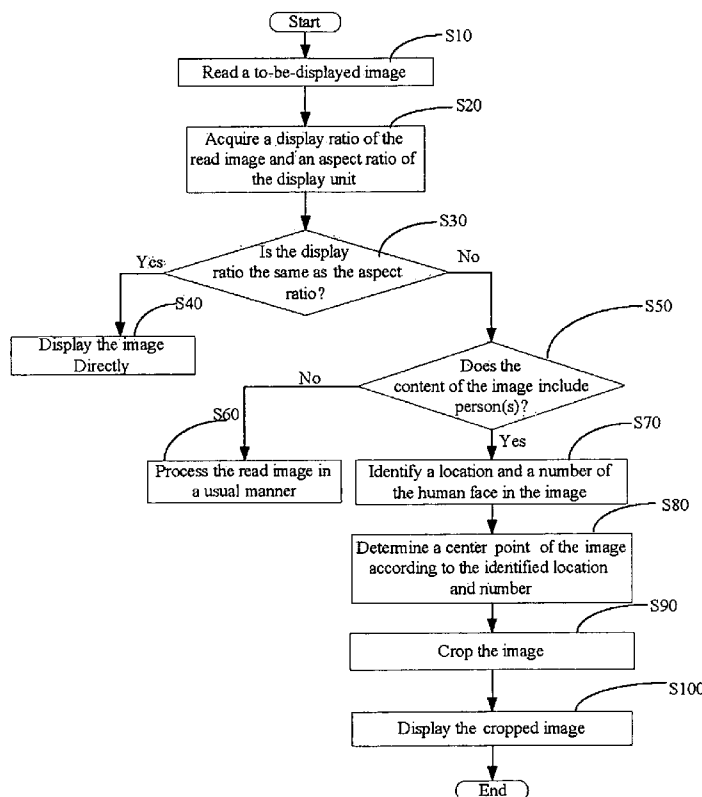 Start
S10
Read a to-be-displayed image
S20
Acquire a display ratio of the
read image and an aspect ratio of
the display unit
S30
Is the display
ratio the same as the aspect
ratio?
Yes
No
S40
Display the image
Directly
S50
Does the
content of the image include
person(s)?
No
Yes
S60
Process the read image in
a usual manner
S70
Identify a location and a number of
the human face in the image
S80
Determine a center point of the image
according to the identified location
and number
S90
Crop the image
S100
Display the cropped image
End